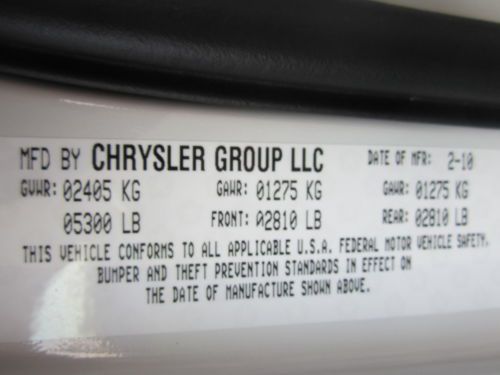 MFD BY CHRYSLER GROUP LLC DATE OF MFR: 2-10
GVWR: 02405 KG GAWR: 01275 KG GAWR: 01275 KG
05300 LB FRONT: 02810 LB REAR: 02810 LB
THIS VEHICLE CONFORMS TO ALL APPLICABLE U.S.A. FEDERAL MOTOR VEHICLE SAFETY,
BUMPER AND THEFT PREVENTION STANDARDS IN EFFECT ON
THE DATE OF MANUFACTURE SHOWN ABOVE.